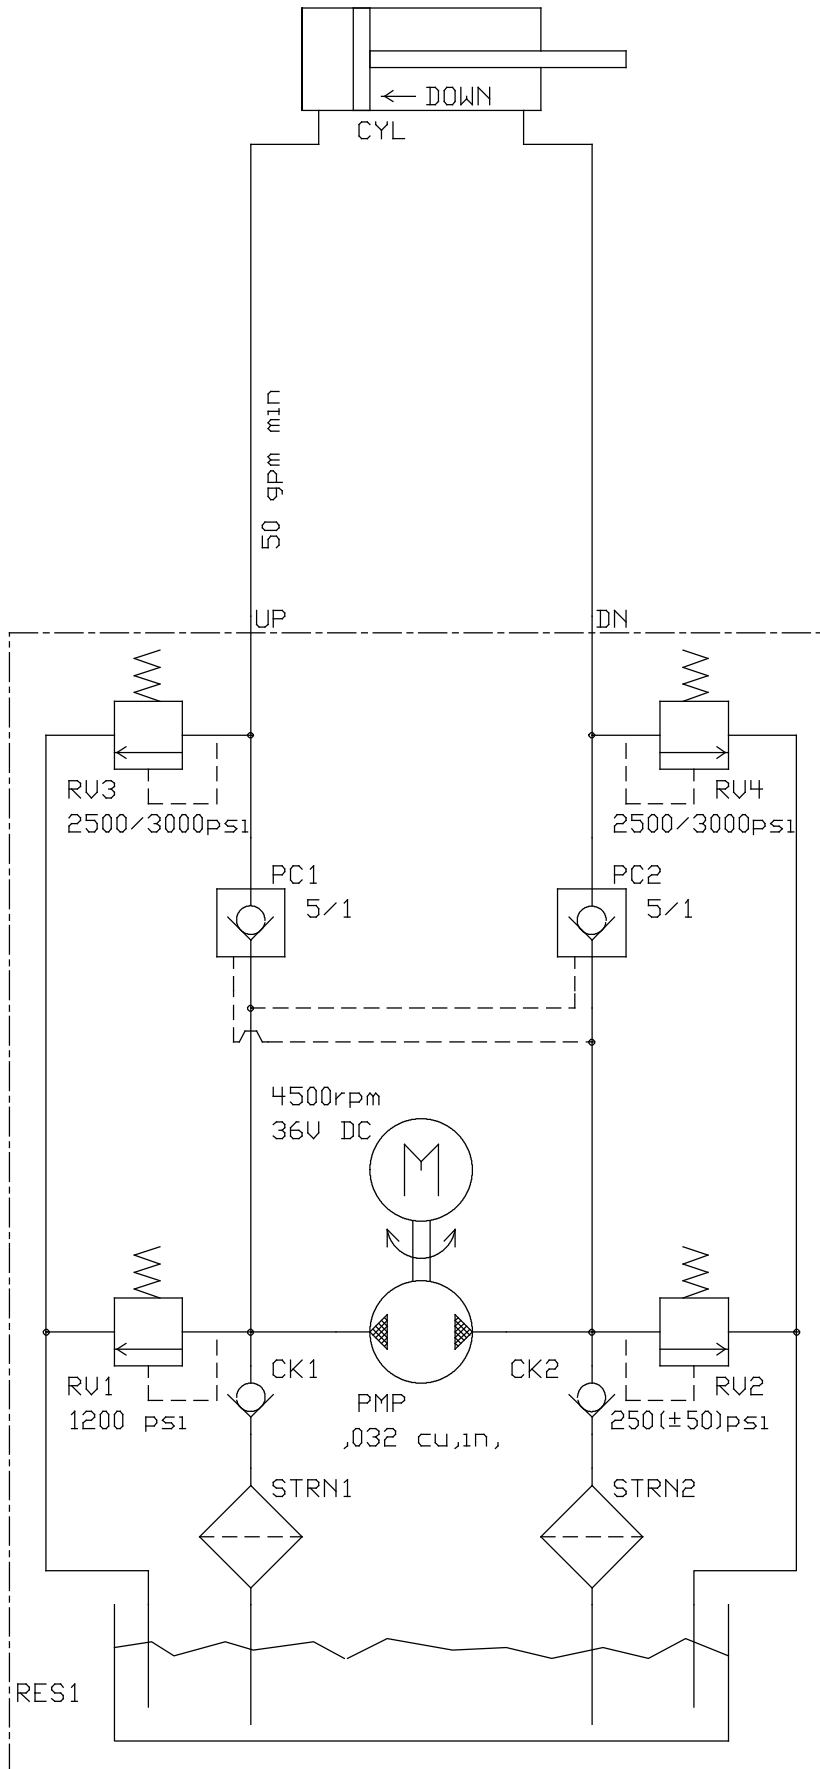 DOWN
CYL
50 gpm min
UP
DN
RV3
2500/3000psi
RV4
2500/3000psi
PC1
5/1
PC2
5/1
4500rpm
36V DC
M
RV1
1200 psi
CK1
PMP
,032 cu,in,
CK2
RV2
250(±50)psi
STRN1
STRN2
RES1